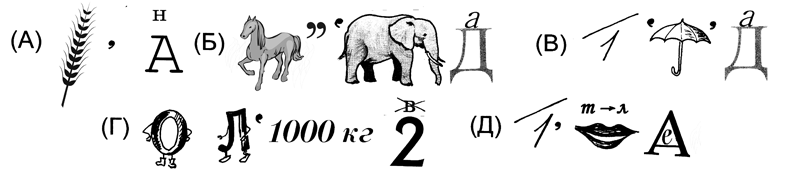 (А) , н А (Б) ,, ‘ а Д (В) 1 ‘ , а Д
(Г) О Л ‘ 1000 кг в 2 (Д) 1 , т→л А е